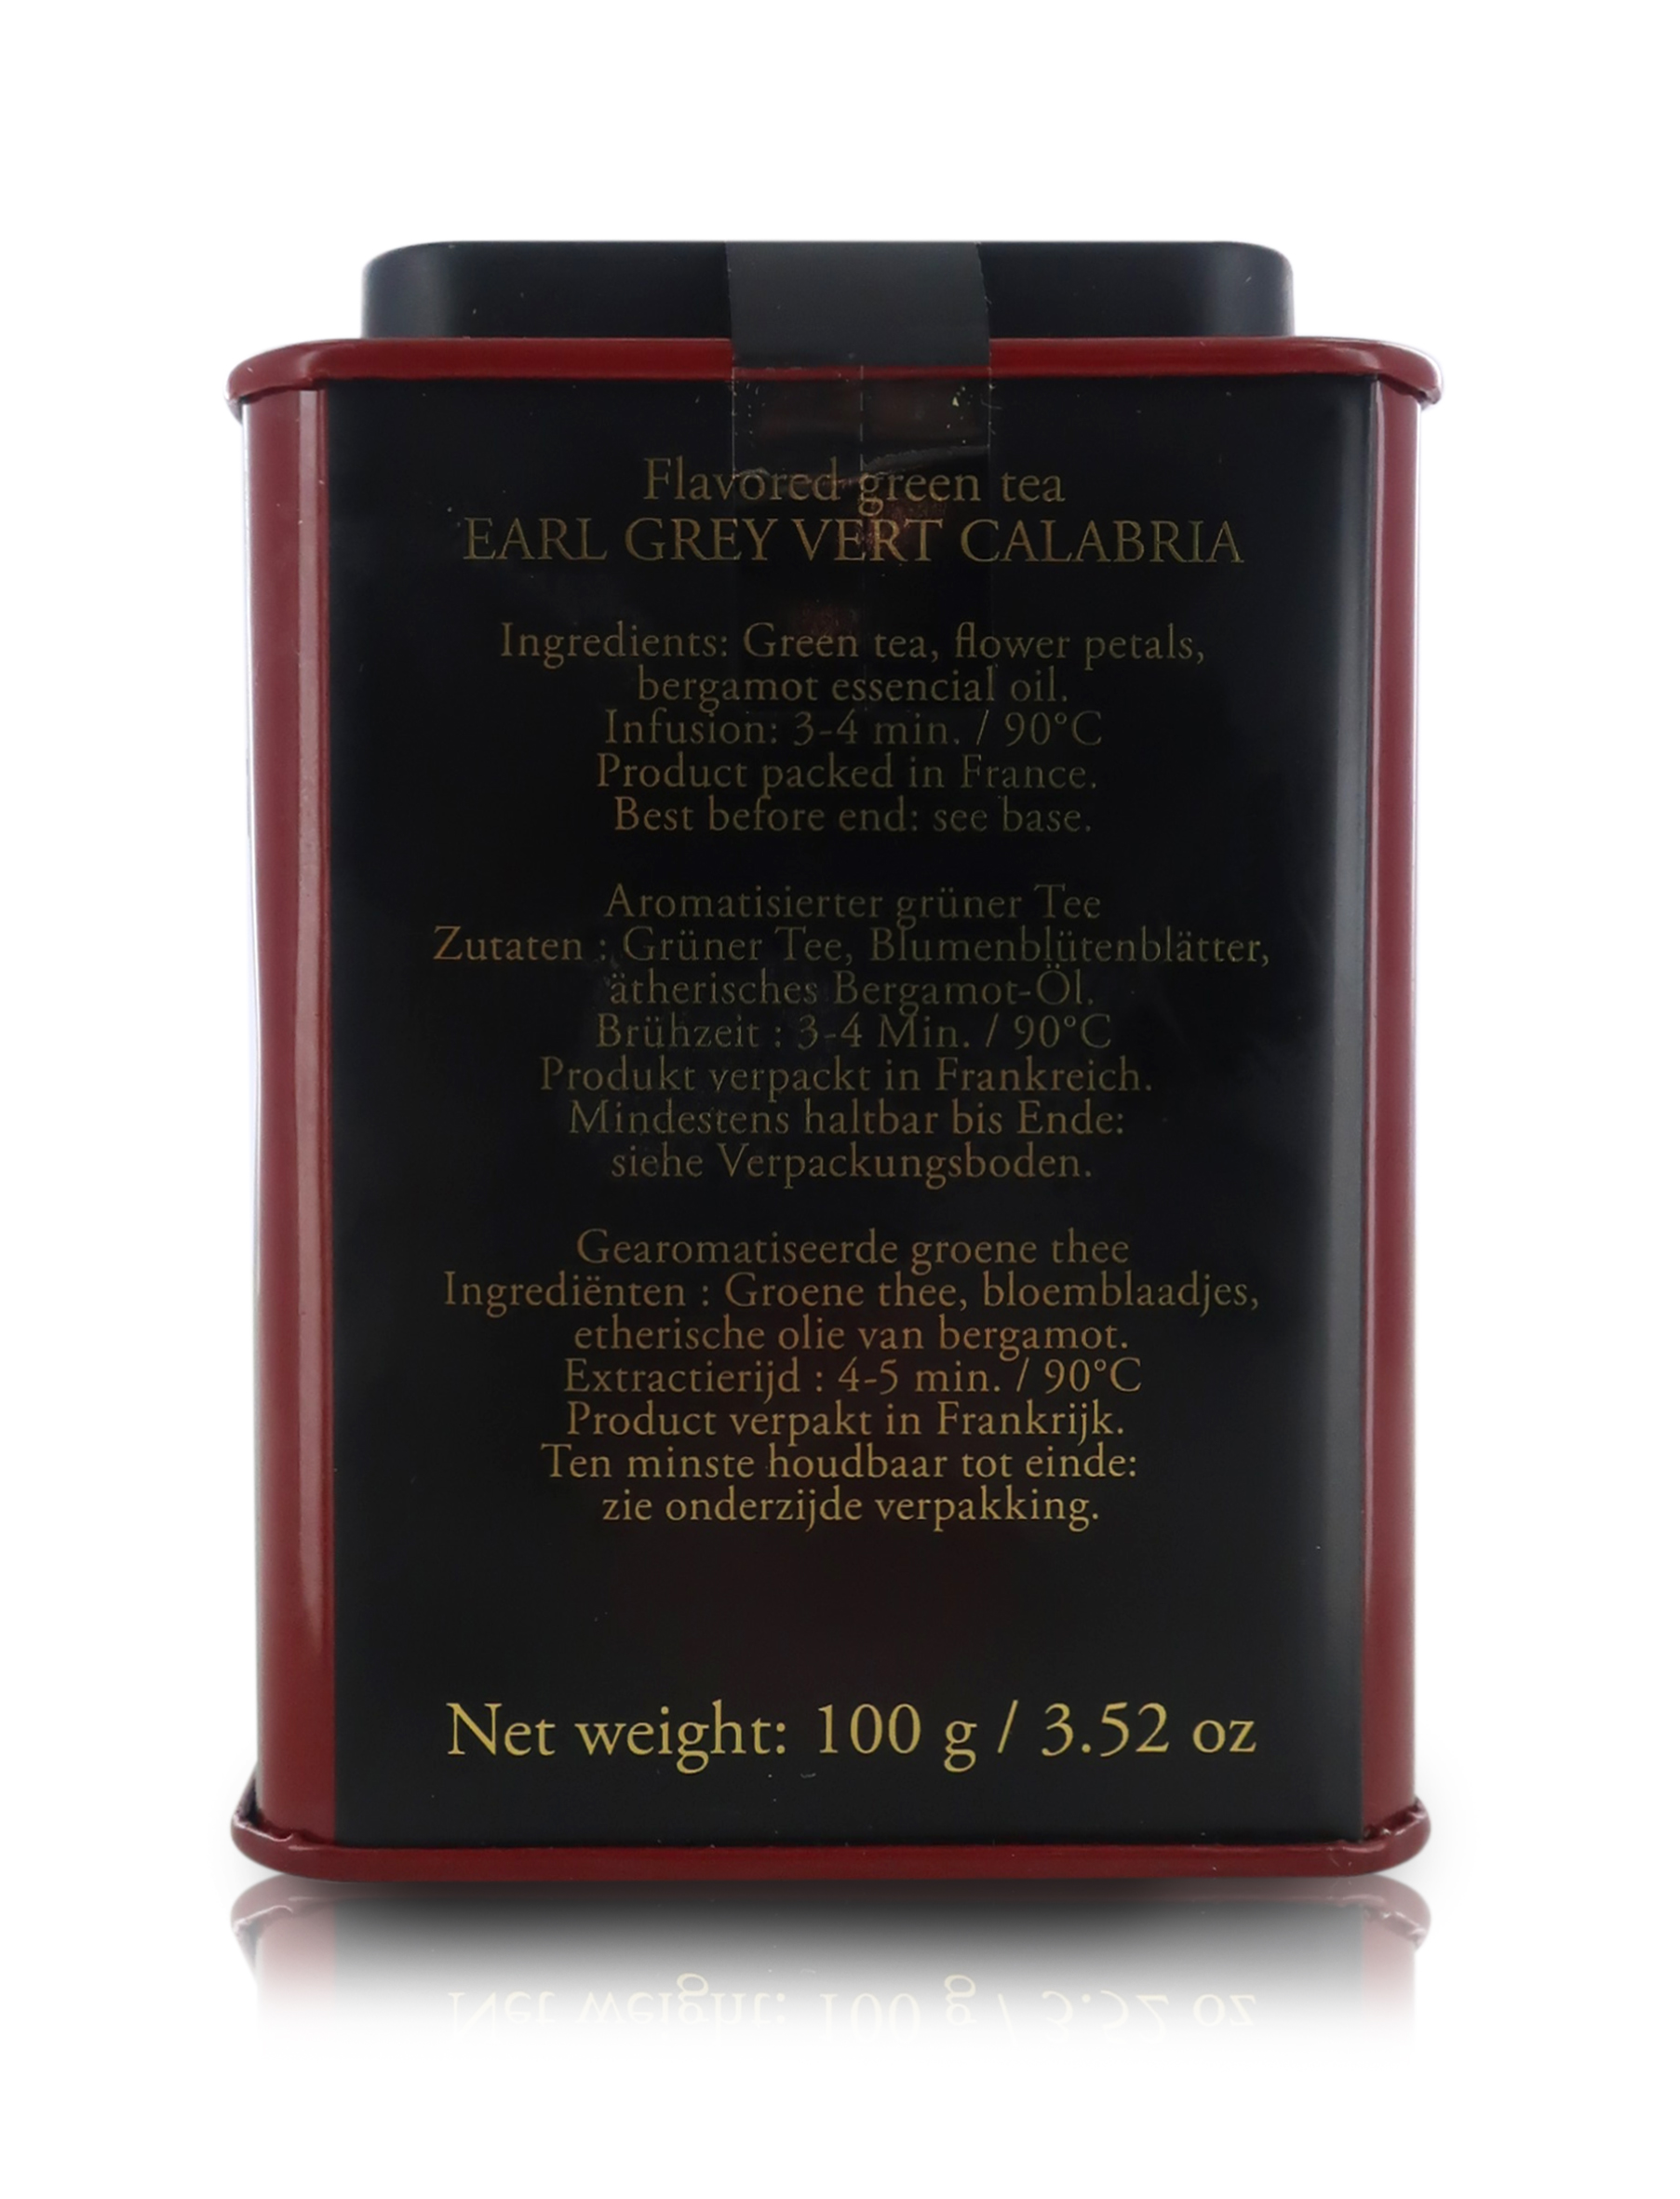 Flavored green tea
EARL GREY VERT CALABRIA
Ingredients: Green tea, flower petals,
bergamot essencial oil.
Infusion: 3-4 min. / 90°C
Product packed in France.
Best before end: see base.
Aromatisierter grüner Tee
Zutaten : Grüner Tee, Blumenblütenblätter,
ätherisches Bergamot-Öl.
Brühzeit : 3-4 Min. / 90°C
Produkt verpackt in Frankreich.
Mindestens haltbar bis Ende:
siehe Verpackungsboden.
Gearomatiseerde groene thee
Ingrediënten : Groene thee, bloemblaadjes,
etherische olie van bergamot.
Extractierijd : 4-5 min. / 90°C
Product verpakt in Frankrijk.
Ten minste houdbaar tot einde:
zie onderzijde verpakking.
Net weight: 100 g / 3.52 oz